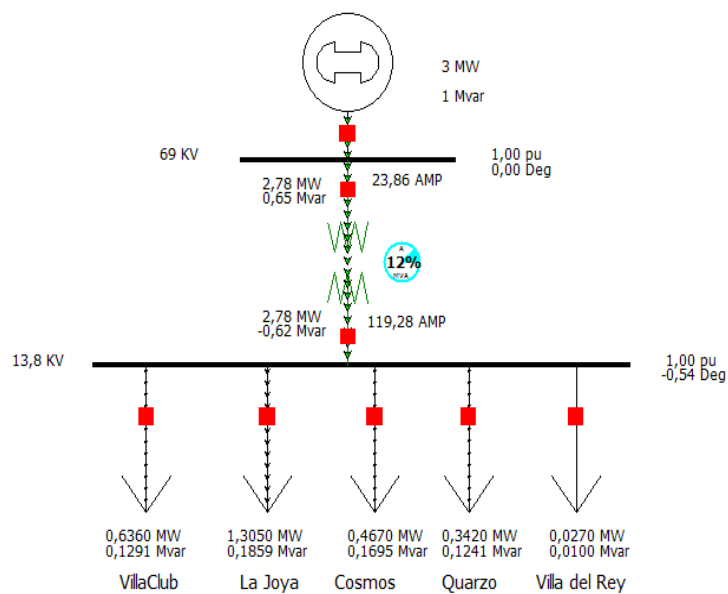 3 MW
1 Mvar
69 KV
1,00 pu
0,00 Deg
2,78 MW
0,65 Mvar
23,86 AMP
A
12%
MVA
2,78 MW
-0,62 Mvar
119,28 AMP
13,8 KV
1,00 pu
-0,54 Deg
0,6360 MW
0,1291 Mvar
1,3050 MW
0,1859 Mvar
0,4670 MW
0,1695 Mvar
0,3420 MW
0,1241 Mvar
0,0270 MW
0,0100 Mvar
VillaClub
La Joya
Cosmos
Quarzo
Villa del Rey